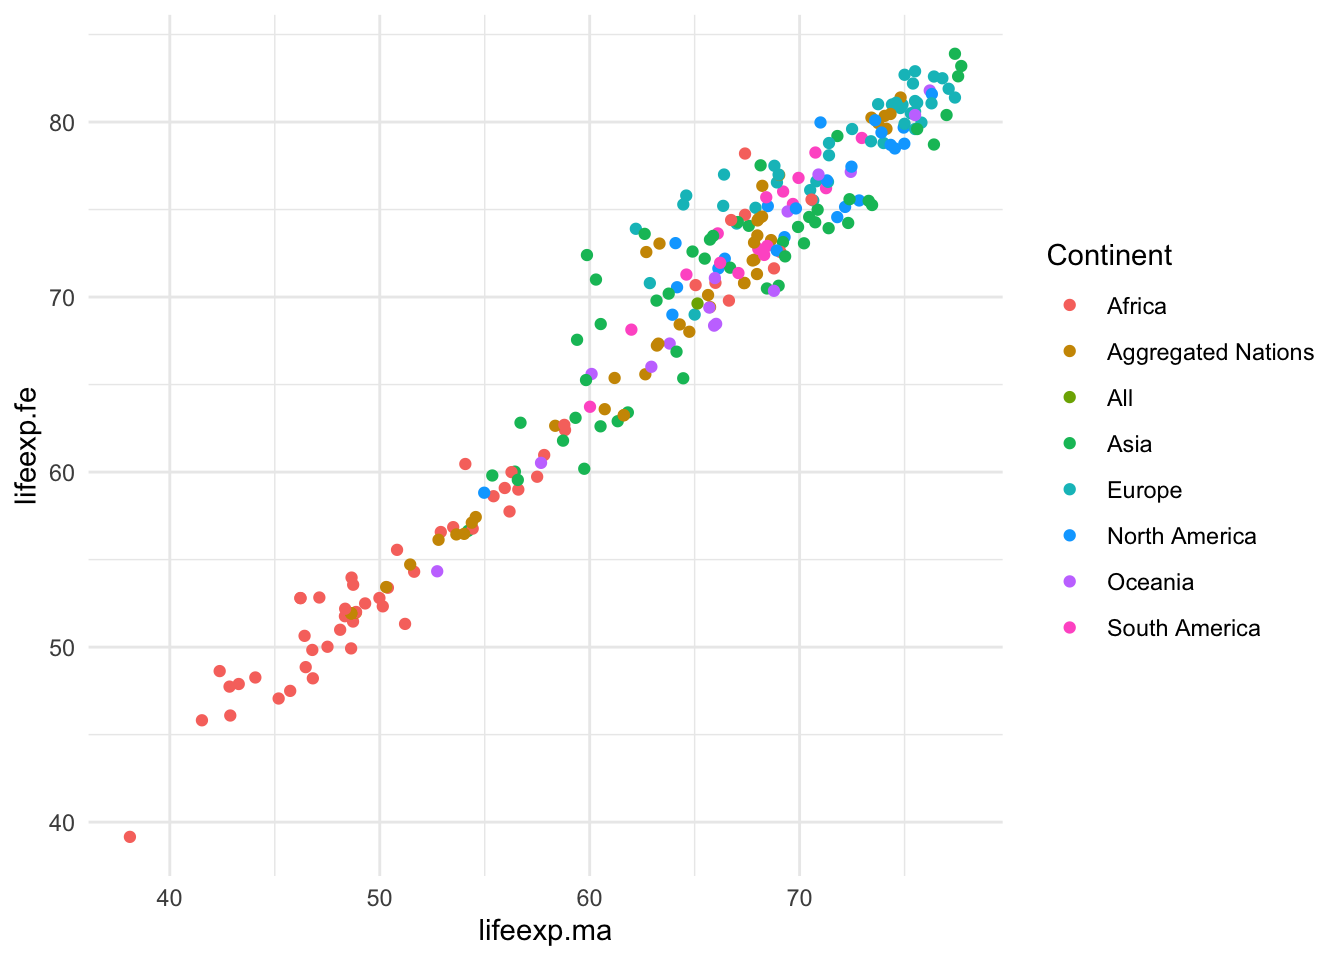 80
70
60
50
40
lifeexp.fe
40 50 60 70
lifeexp.ma
Continent
Africa
Aggregated Nations
All
Asia
Europe
North America
Oceania
South America